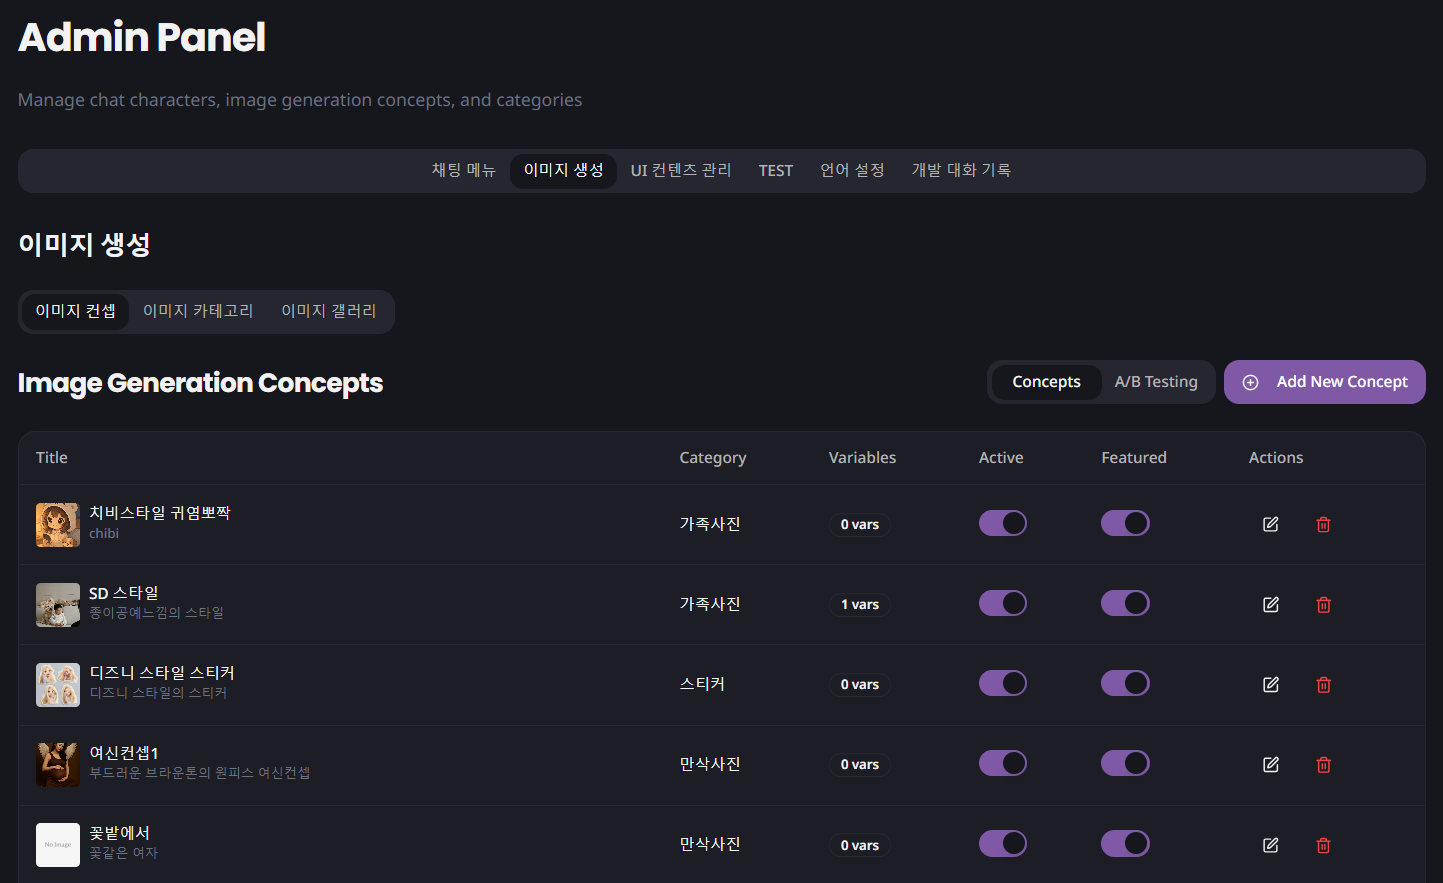 Admin Panel
Manage chat characters, image generation concepts, and categories
채팅 메뉴 이미지 생성 UI 컨텐츠 관리 TEST 언어 설정 개발 대화 기록
이미지 생성
이미지 컨셉 이미지 카테고리 이미지 갤러리
Image Generation Concepts
Concepts A/B Testing Add New Concept
Title Category Variables Active Featured Actions
치비스타일 귀염뽀짝
chibi
가족사진 0 vars
SD 스타일
종이공예느낌의 스타일
가족사진 1 vars
디즈니 스타일 스티커
디즈니 스타일의 스티커
스티커 0 vars
여신컨셉1
부드러운 브라운톤의 원피스 여신컨셉
만삭사진 0 vars
No Image
꽃밭에서
꽃같은 여자
만삭사진 0 vars